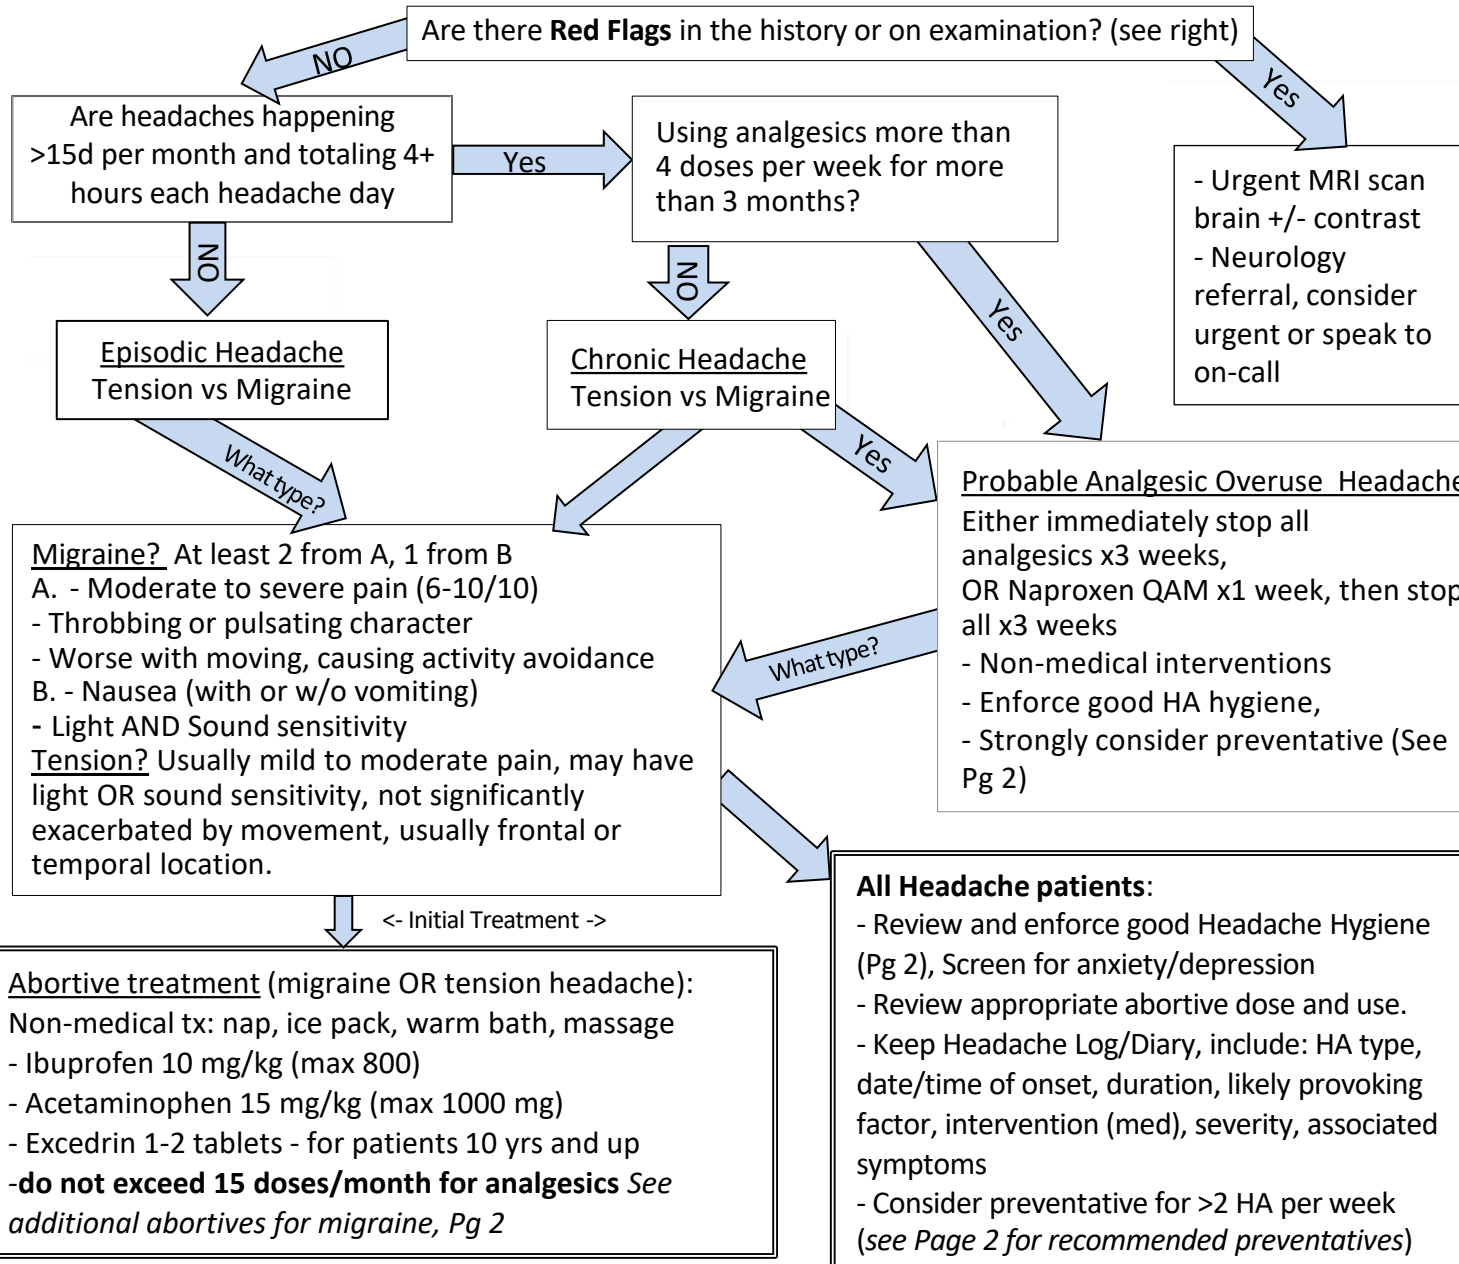 Are there Red Flags in the history or on examination? (see right)
NO
Yes
Are headaches happening
>15d per month and totaling 4+
hours each headache day
Yes
Using analgesics more than
4 doses per week for more
than 3 months?
- Urgent MRI scan
brain +/- contrast
- Neurology
referral, consider
urgent or speak to
on-call
NO
NO
Yes
Episodic Headache
Tension vs Migraine
Chronic Headache
Tension vs Migraine
What type?
Yes
Probable Analgesic Overuse Headache
Either immediately stop all
analgesics x3 weeks,
OR Naproxen QAM x1 week, then stop
all x3 weeks
- Non-medical interventions
- Enforce good HA hygiene,
- Strongly consider preventative (See
Pg 2)
What type?
Migraine? At least 2 from A, 1 from B
A. - Moderate to severe pain (6-10/10)
- Throbbing or pulsating character
- Worse with moving, causing activity avoidance
B. - Nausea (with or w/o vomiting)
- Light AND Sound sensitivity
Tension? Usually mild to moderate pain, may have
light OR sound sensitivity, not significantly
exacerbated by movement, usually frontal or
temporal location.
<- Initial Treatment ->
Abortive treatment (migraine OR tension headache):
Non-medical tx: nap, ice pack, warm bath, massage
- Ibuprofen 10 mg/kg (max 800)
- Acetaminophen 15 mg/kg (max 1000 mg)
- Excedrin 1-2 tablets - for patients 10 yrs and up
-do not exceed 15 doses/month for analgesics See
additional abortives for migraine, Pg 2
All Headache patients:
- Review and enforce good Headache Hygiene
(Pg 2), Screen for anxiety/depression
- Review appropriate abortive dose and use.
- Keep Headache Log/Diary, include: HA type,
date/time of onset, duration, likely provoking
factor, intervention (med), severity, associated
symptoms
- Consider preventative for >2 HA per week
(see Page 2 for recommended preventatives)